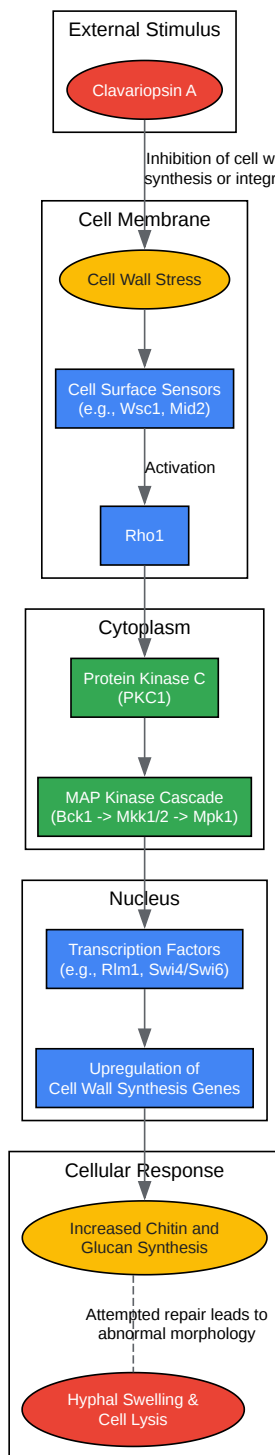 External Stimulus
Clavariopsin A
Inhibition of cell w
synthesis or integr
Cell Membrane
Cell Wall Stress
Cell Surface Sensors
(e.g., Wsc1, Mid2)
Activation
Rho1
Cytoplasm
Protein Kinase C
(PKC1)
MAP Kinase Cascade
(Bck1 -> Mkk1/2 -> Mpk1)
Nucleus
Transcription Factors
(e.g., Rlm1, Swi4/Swi6)
Upregulation of
Cell Wall Synthesis Genes
Cellular Response
Increased Chitin and
Glucan Synthesis
Attempted repair leads to
abnormal morphology
Hyphal Swelling &
Cell Lysis